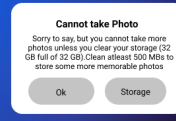 Cannot take Photo
Sorry to say, but you cannot take more
photos unless you clear your storage (32
GB full of 32 GB).Clean atleast 500 MBs to
store some more memorable photos
Ok
Storage